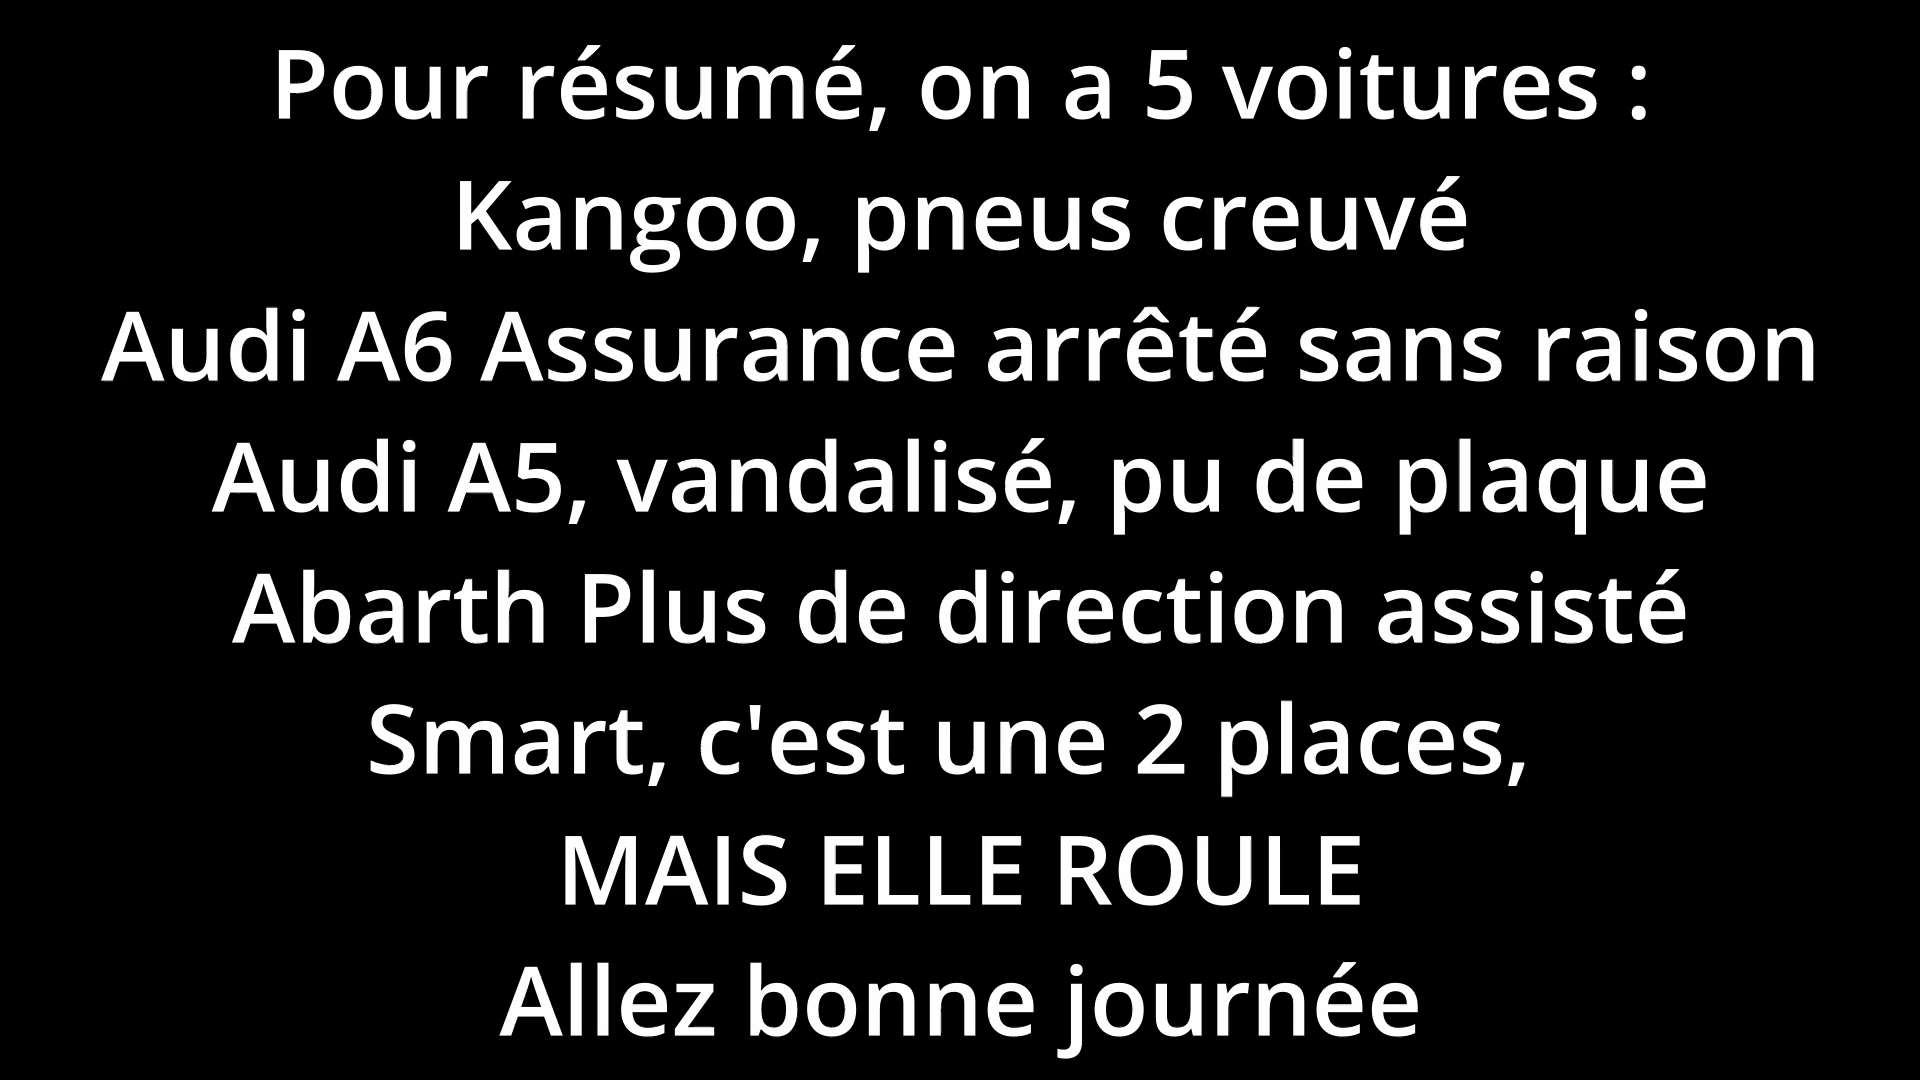 Pour résumé, on a 5 voitures :
Kangoo, pneus creuvé
Audi A6 Assurance arrêté sans raison
Audi A5, vandalisé, pu de plaque
Abarth Plus de direction assisté
Smart, c'est une 2 places,
MAIS ELLE ROULE
Allez bonne journée